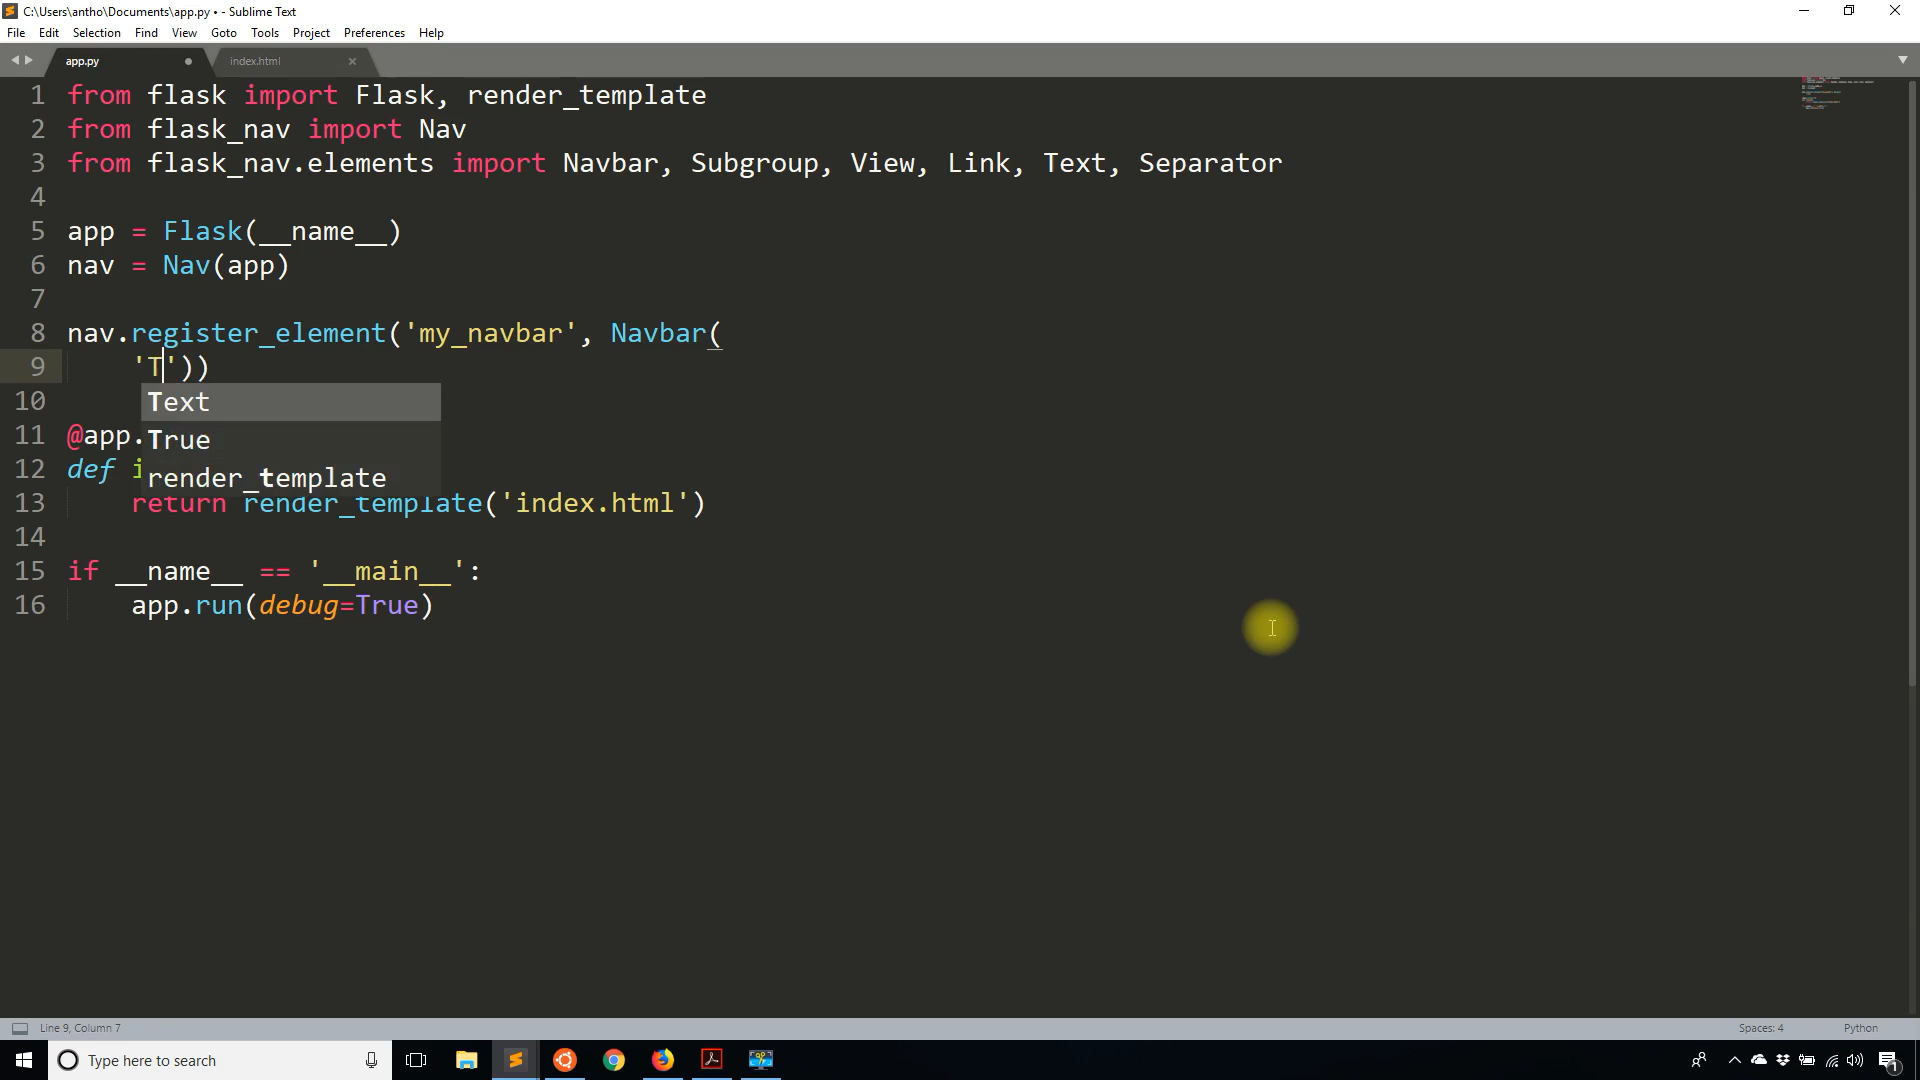 C:\Users\antho\Documents\app.py • - Sublime Text
File Edit Selection Find View Goto Tools Project Preferences Help
app.py index.html
1 from flask import Flask, render_template
2 from flask_nav import Nav
3 from flask_nav.elements import Navbar, Subgroup, View, Link, Text, Separator
4
5 app = Flask(__name__)
6 nav = Nav(app)
7
8 nav.register_element('my_navbar', Navbar(
9 'T'))
Text
10
11 @app.
True
12 def i
render_template
13 return render_template('index.html')
14
15 if __name__ == '__main__':
16 app.run(debug=True)
Line 9, Column 7 Spaces: 4 Python
Type here to search
1